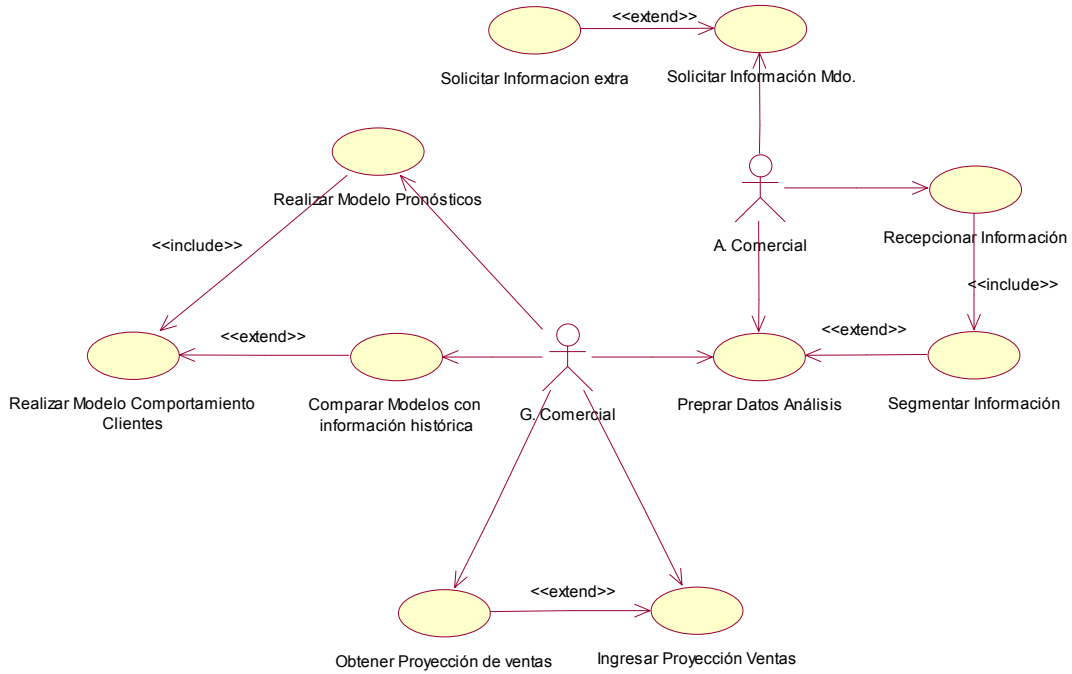 <<extend>>
Solicitar Informacion extra
Solicitar Información Mdo.
Realizar Modelo Pronósticos
<<include>>
A. Comercial
Recepcionar Información
<<include>>
<<extend>>
<<extend>>
Realizar Modelo Comportamiento
Clientes
Comparar Modelos con
información histórica
G. Comercial
Preprar Datos Análisis
Segmentar Información
<<extend>>
Obtener Proyección de ventas
Ingresar Proyección Ventas